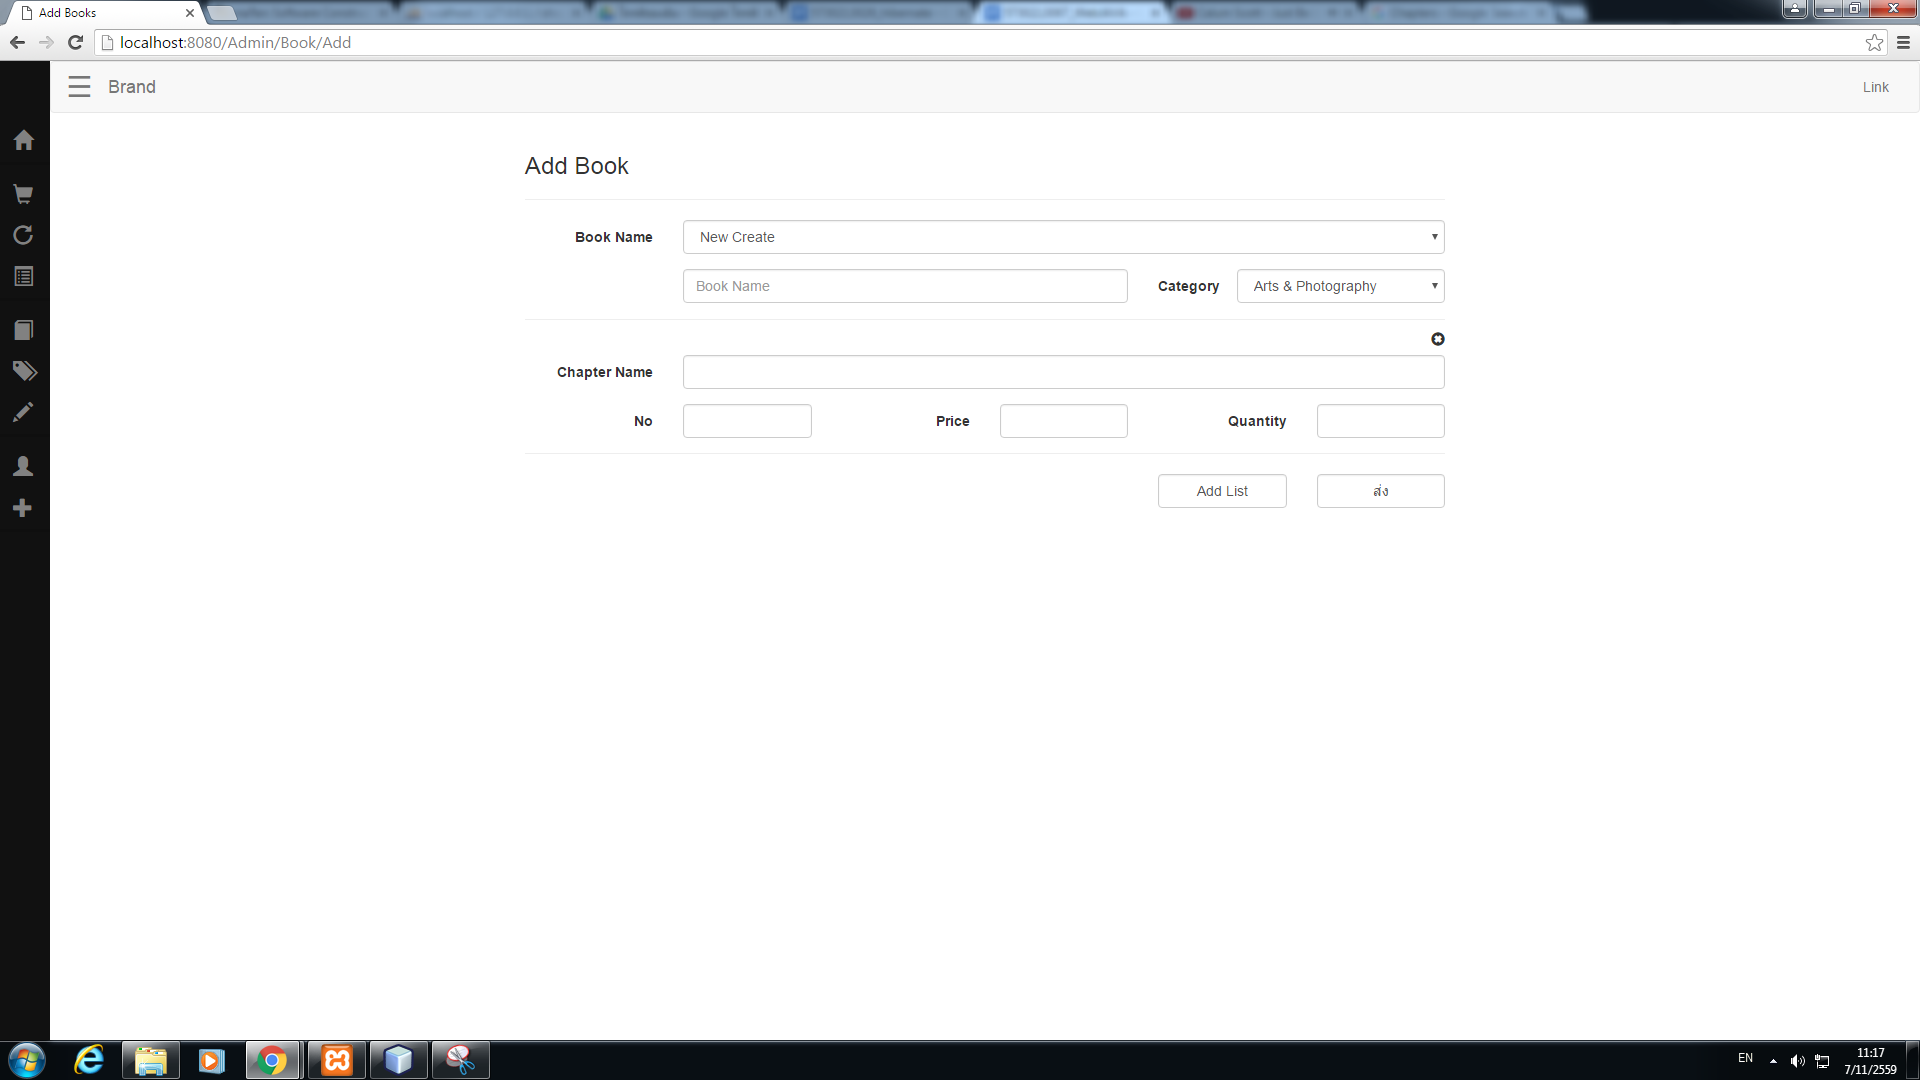 Add Books
localhost:8080/Admin/Book/Add
Brand
Link
Add Book
Book Name
New Create
Book Name
Category
Arts & Photography
Chapter Name
No
Price
Quantity
Add List
ส่ง
EN
11:17
7/11/2559